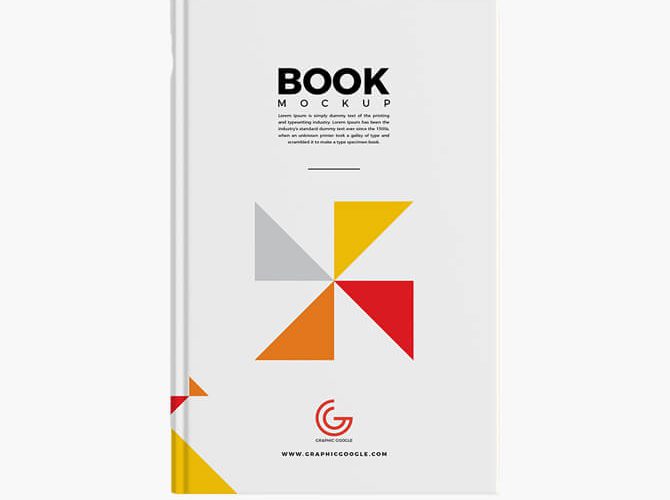 BOOK
MOCKUP
Lorem Ipsum is simply dummy text of the printing
and typesetting industry. Lorem Ipsum has been the
industry's standard dummy text ever since the 1500s,
when an unknown printer took a galley of type and
scrambled it to make a type specimen book.
GRAPHIC GOOGLE
WWW.GRAPHICGOOGLE.COM